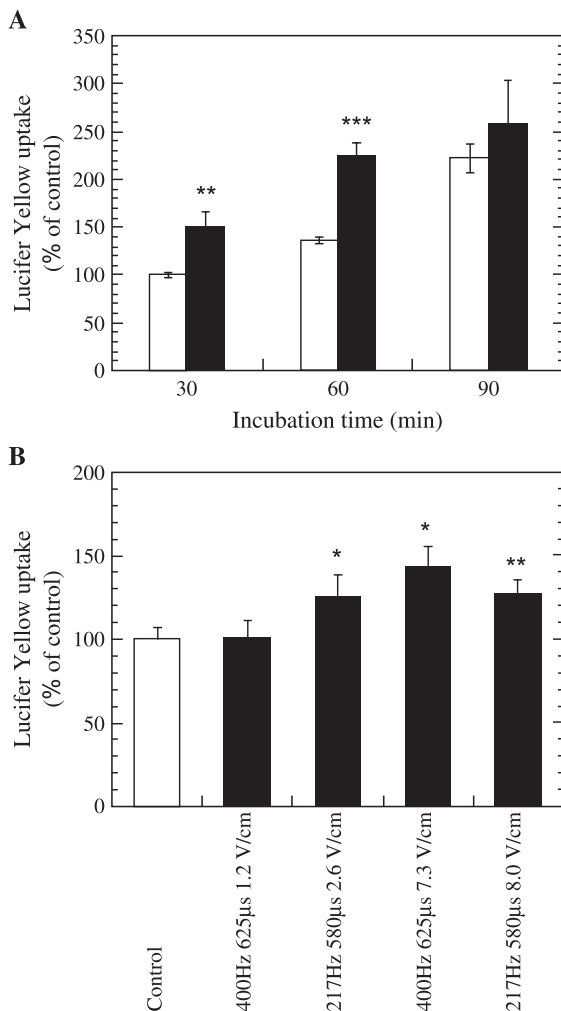 A
Lucifer Yellow uptake
(% of control)
350
300
250
200
150
100
50
0
**
***
30
60
90
Incubation time (min)
B
Lucifer Yellow uptake
(% of control)
200
150
100
50
0
*
*
**
Control
400Hz 625µs 1.2 V/cm
217Hz 580µs 2.6 V/cm
400Hz 625µs 7.3 V/cm
217Hz 580µs 8.0 V/cm